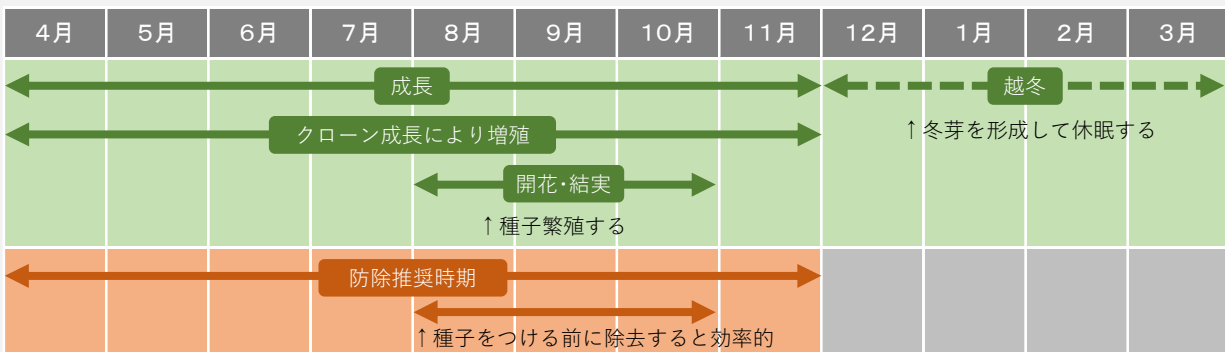 4月 5月 6月 7月 8月 9月 10月 11月 12月 1月 2月 3月
成長
越冬
クローン成長により増殖
↑冬芽を形成して休眠する
開花・結実
↑種子繁殖する
防除推奨時期
↑種子をつける前に除去すると効率的